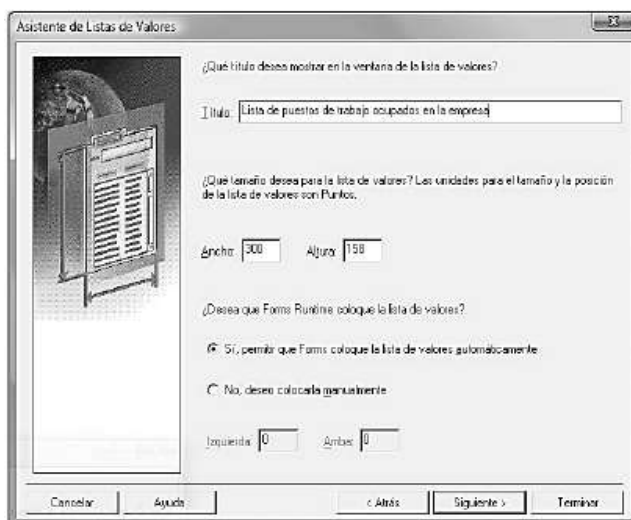 Asistente de Listas de Valores
¿Qué título desea mostrar en la ventana de la lista de valores?
Título: Lista de puestos de trabajo ocupados en la empresa
¿Qué tamaño desea para la lista de valores? Las unidades para el tamaño y la posición
de la lista de valores son Puntos.
Ancho: 300 Altura: 158
¿Desea que Forms Runtime coloque la lista de valores?
Sí, permitir que Forms coloque la lista de valores automáticamente
No, deseo colocarla manualmente
Izquierda: 0 Arriba: 0
Cancelar Ayuda < Atrás Siguiente > Terminar